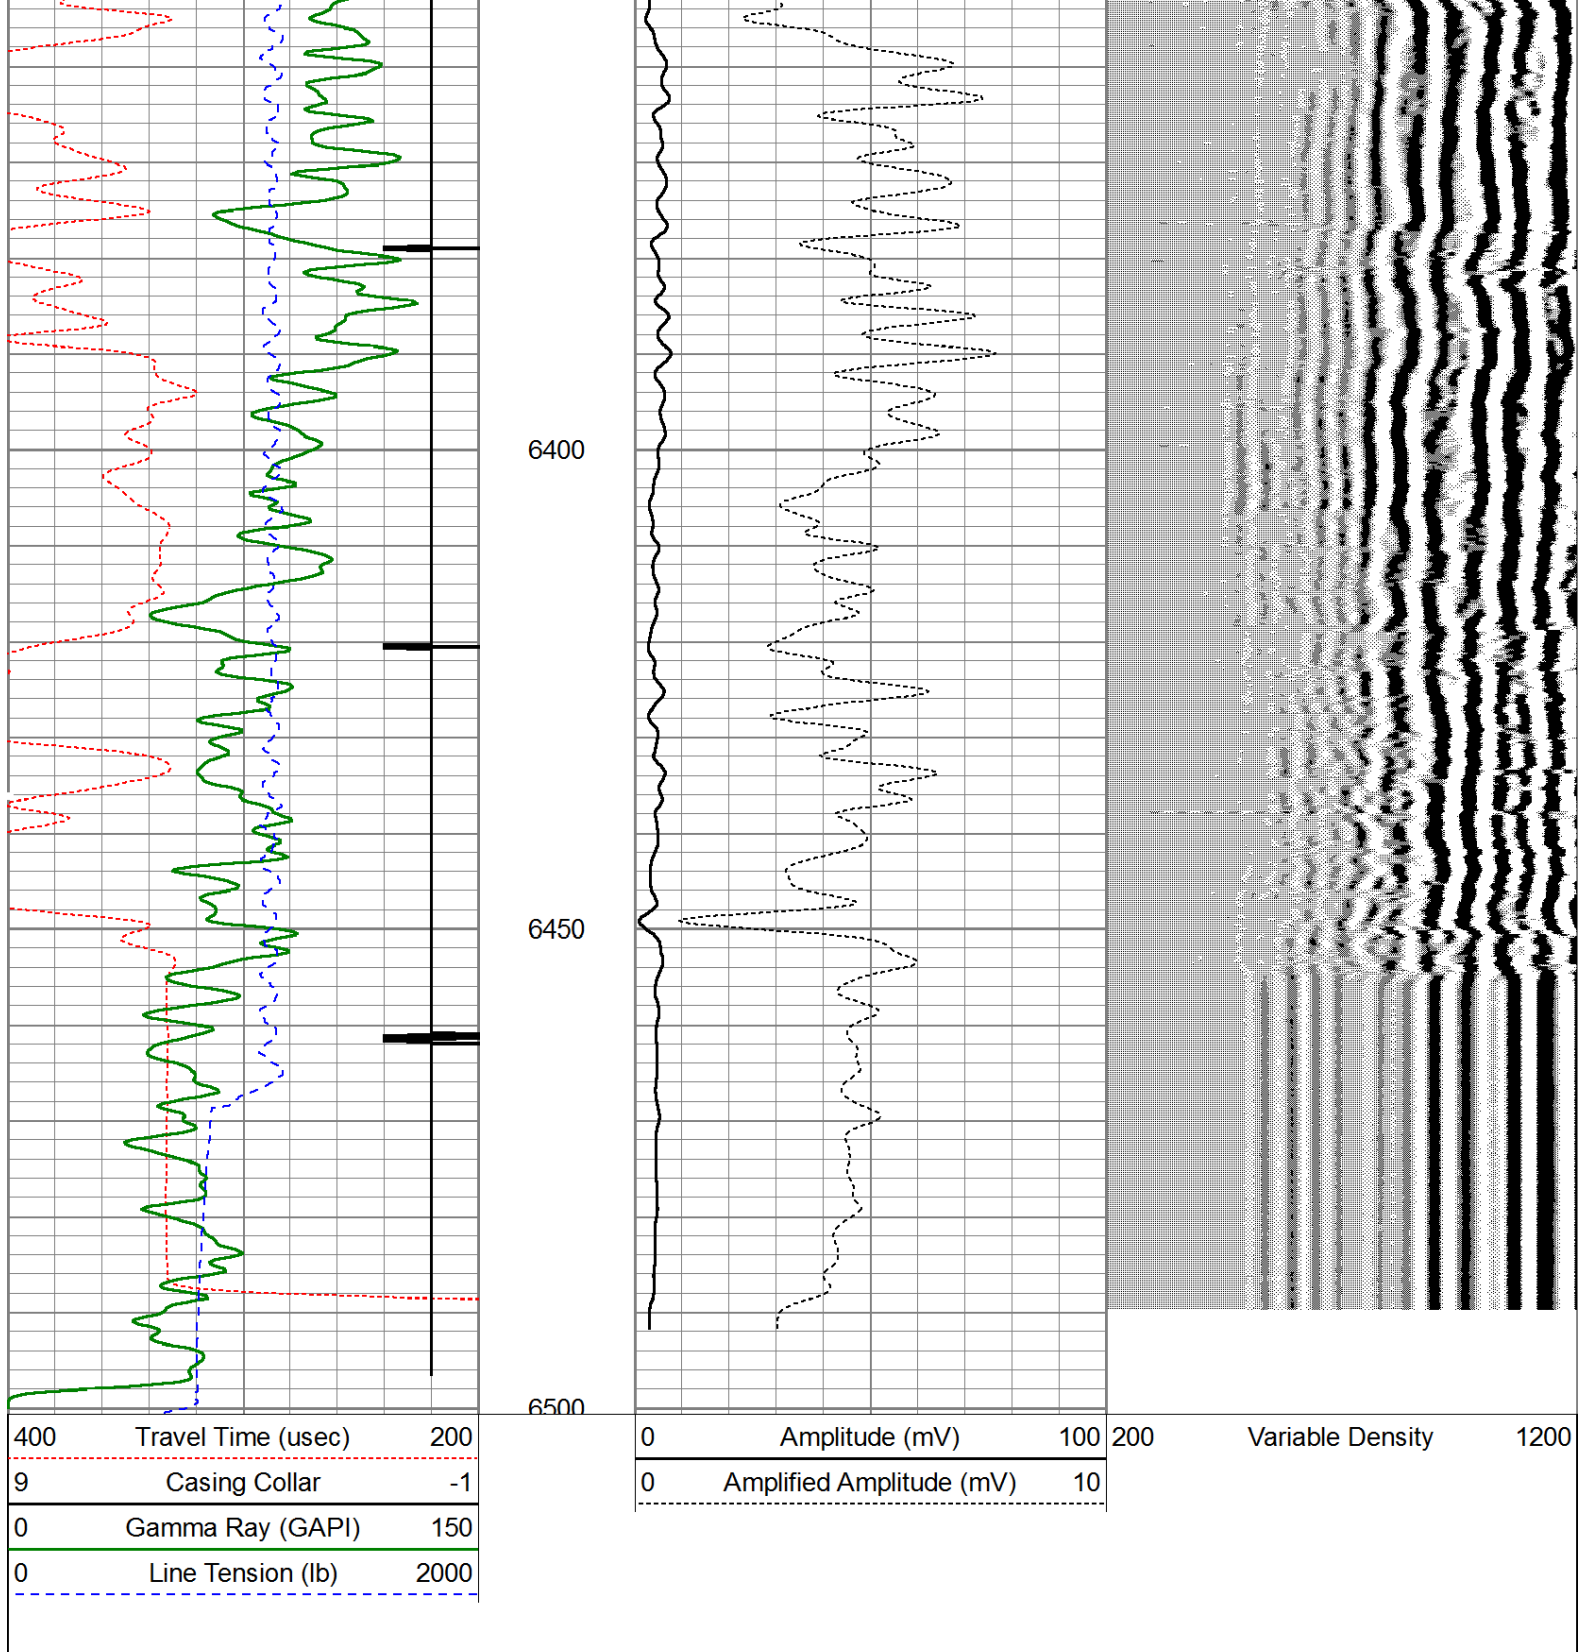 6400
6450
6500
400 Travel Time (usec) 200
9 Casing Collar -1
0 Gamma Ray (GAPI) 150
0 Line Tension (lb) 2000
0 Amplitude (mV) 100
0 Amplified Amplitude (mV) 10
200 Variable Density 1200